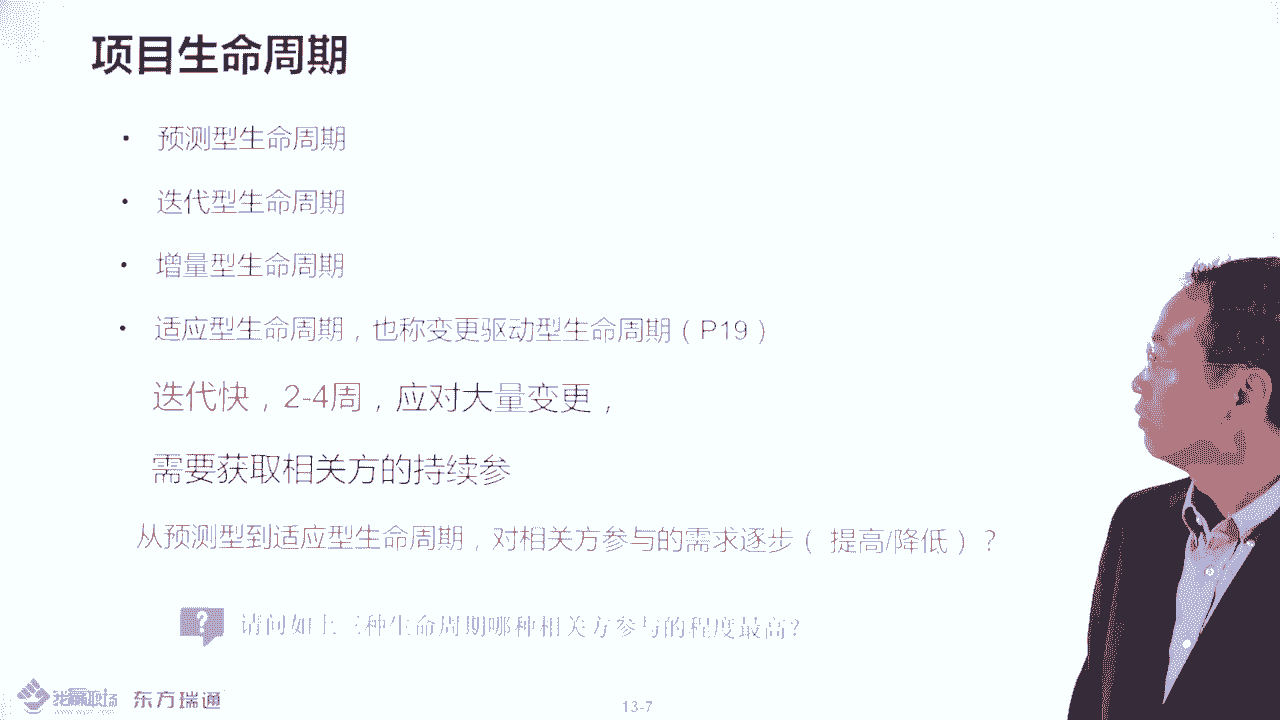 项目生命周期
• 预测型生命周期
• 迭代型生命周期
• 增量型生命周期
• 适应型生命周期，也称变更驱动型生命周期（P19）
迭代快，2-4周，应对大量变更，
需要获取相关方的持续参
从预测型到适应型生命周期，对相关方参与的需求逐步（ 提高/降低）？
? 请问如上三种生命周期哪种相关方参与的程度最高?
东方瑞通
13-7